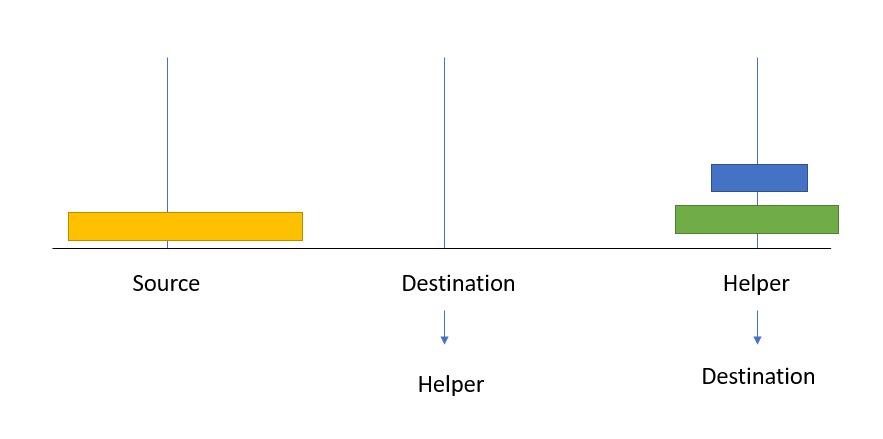 Source
Destination
Helper
Helper
Destination